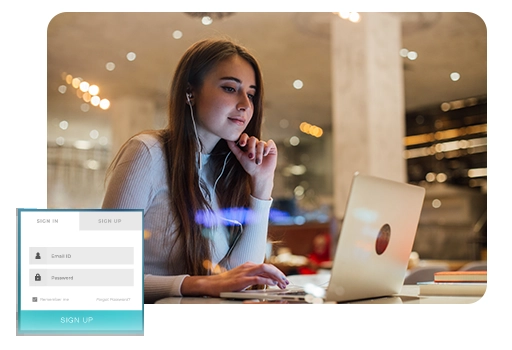 SIGN IN SIGN UP
Email ID
Password
Remember me Forgot Password?
SIGN UP